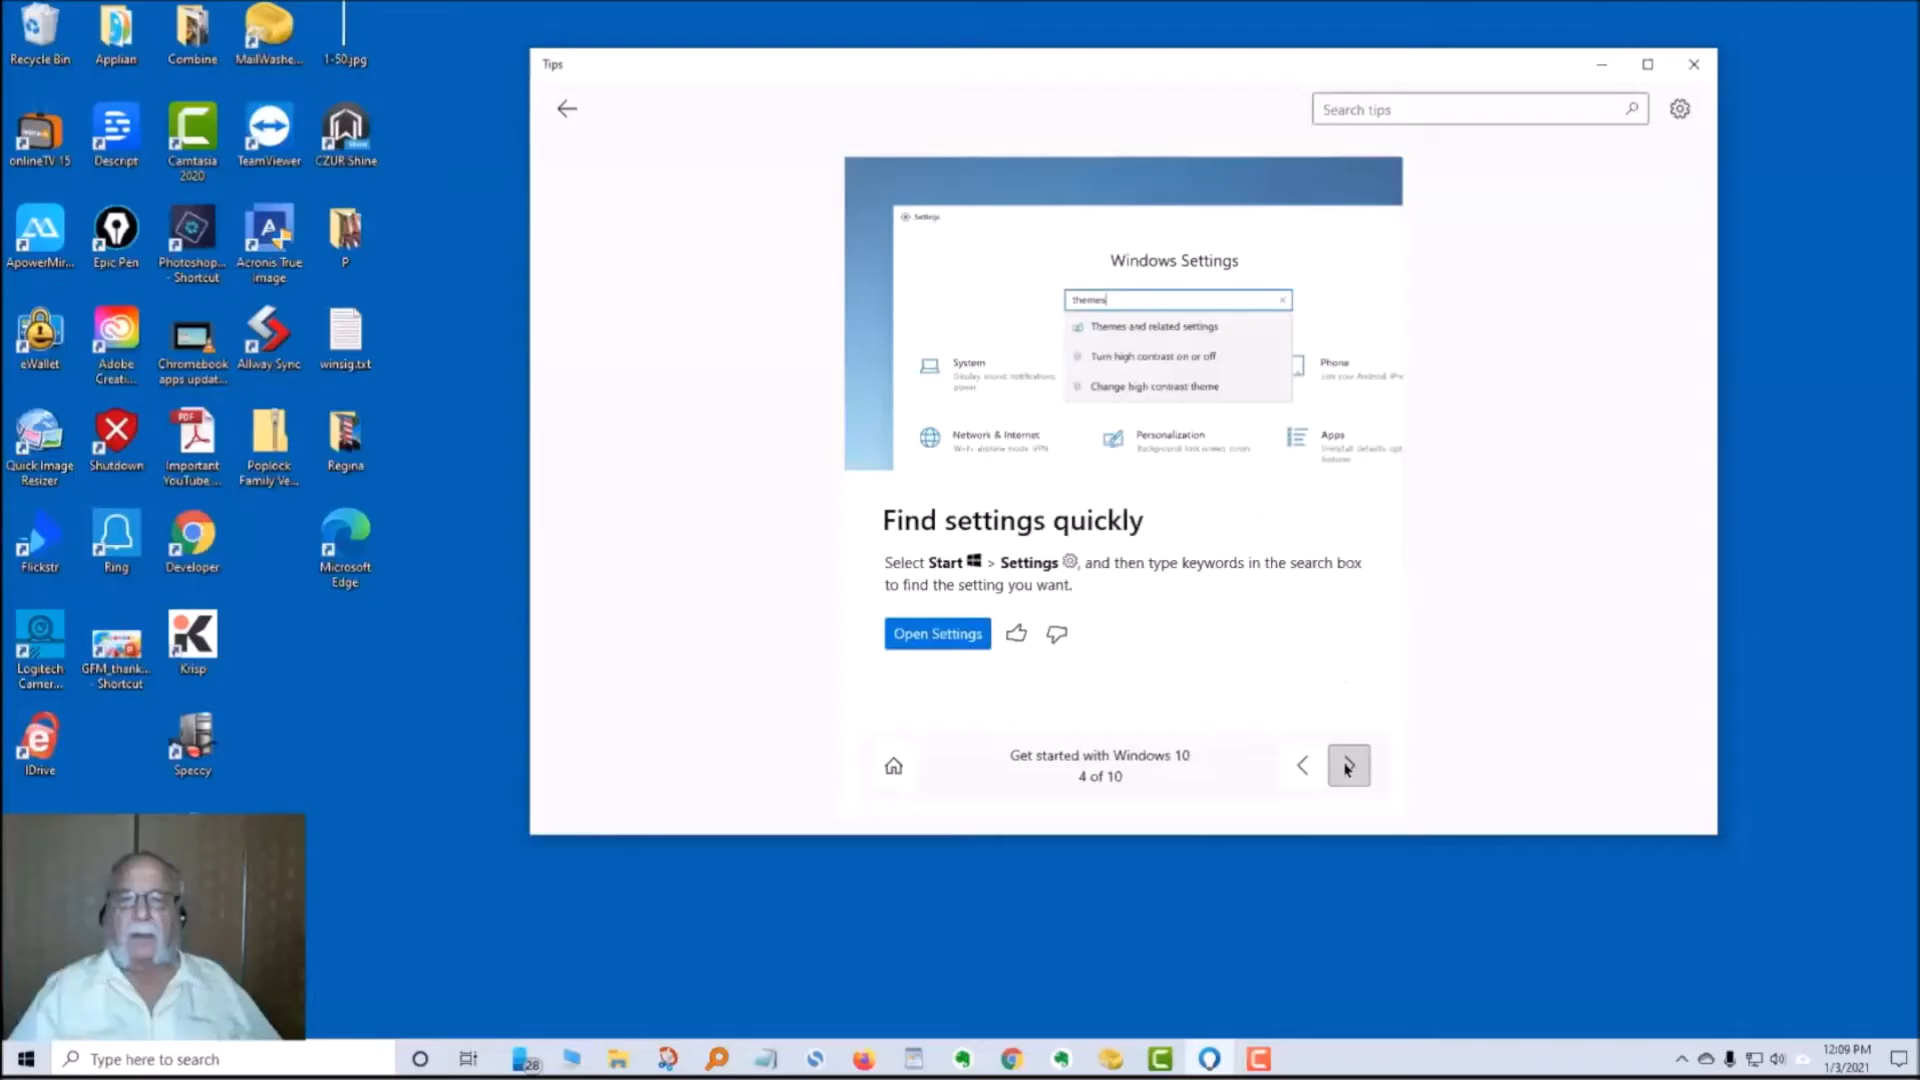 Recycle Bin
Applian
Combine
MailWashe...
1-50.jpg
onlineTV 15
Descript
Camtasia
2020
TeamViewer
CZUR Shine
ApowerMir...
Epic Pen
Photoshop...
- Shortcut
Acronis True
Image
P
eWallet
Adobe
Creati...
Chromebook
apps updat...
Allway Sync
winsig.txt
Quick Image
Resizer
Shutdown
PDF
Important
YouTube ...
Poplock
Family Ve...
Regina
Flickstr
Ring
Developer
Microsoft
Edge
Logitech
Camer...
GFM_thank...
- Shortcut
Krisp
IDrive
Speccy
Tips
Search tips
Settings
Windows Settings
themes
Themes and related settings
Turn high contrast on or off
Change high contrast theme
System
Display, sound, notifications,
power
Phone
Link your Android, iPho
Network & Internet
Wi-Fi, airplane mode, VPN
Personalization
Background, lock screen, colors
Apps
Uninstall, defaults, opt
features
Find settings quickly
Select Start > Settings , and then type keywords in the search box
to find the setting you want.
Open Settings
Get started with Windows 10
4 of 10
Type here to search
28
12:09 PM
1/3/2021